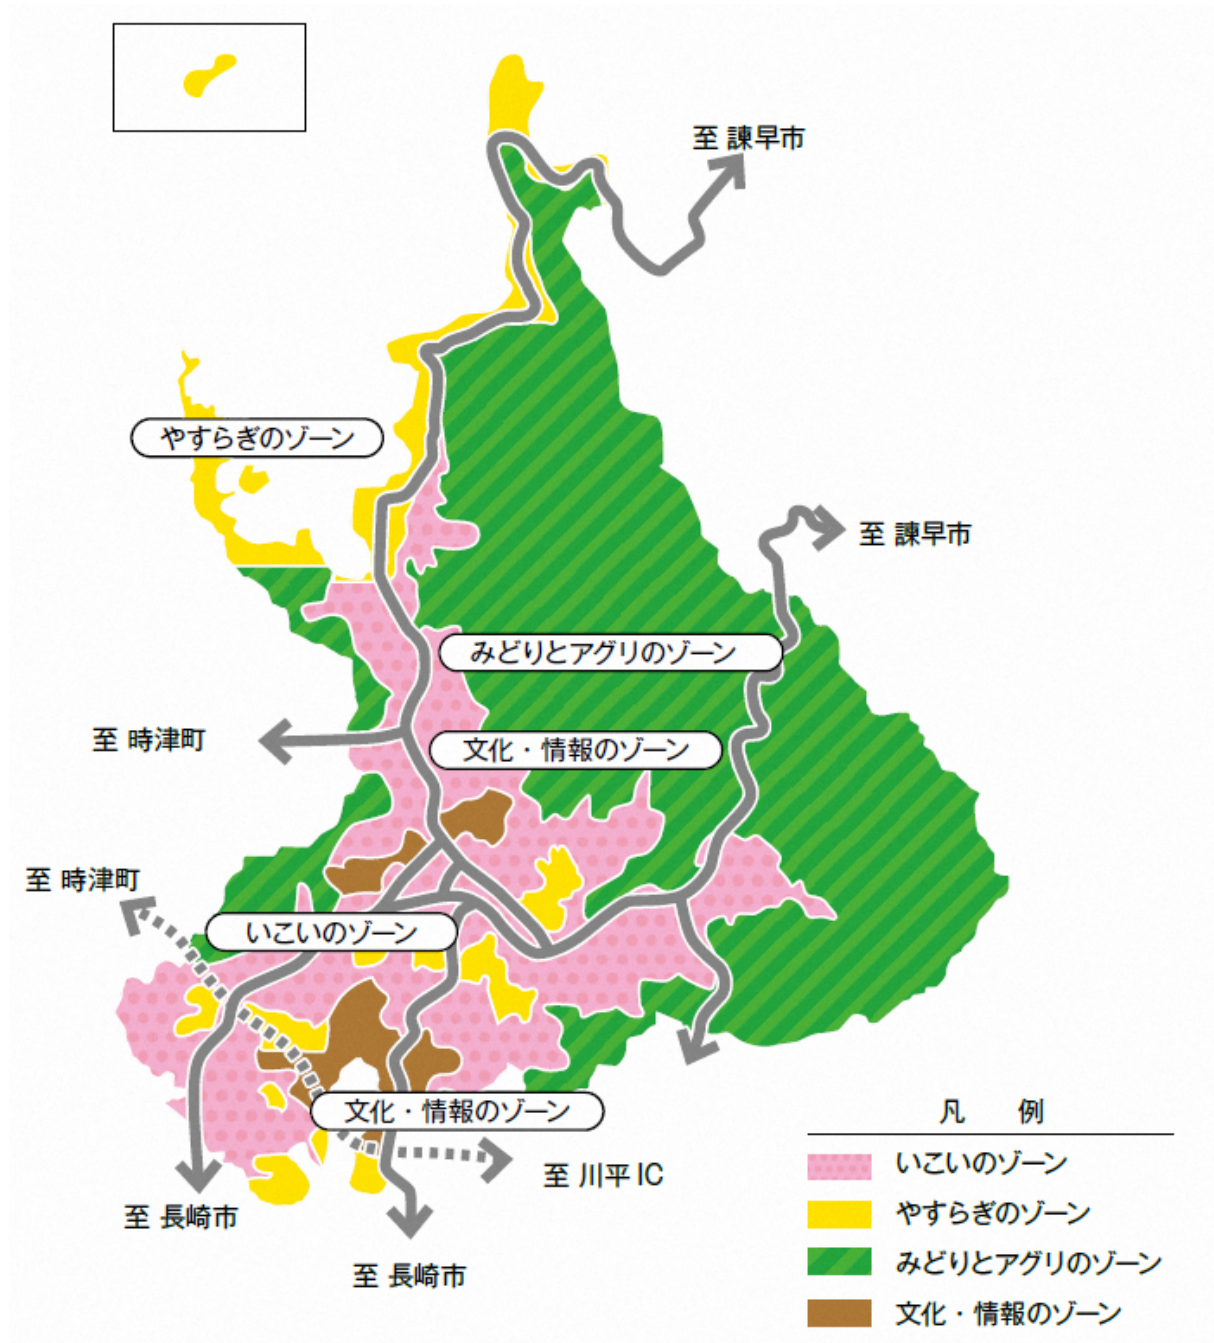 至 諫早市
やすらぎのゾーン
至 諫早市
みどりとアグリのゾーン
至 時津町
文化・情報のゾーン
至 時津町
いこいのゾーン
文化・情報のゾーン
至 川平IC
至 長崎市
至 長崎市
凡 例
いこいのゾーン
やすらぎのゾーン
みどりとアグリのゾーン
文化・情報のゾーン